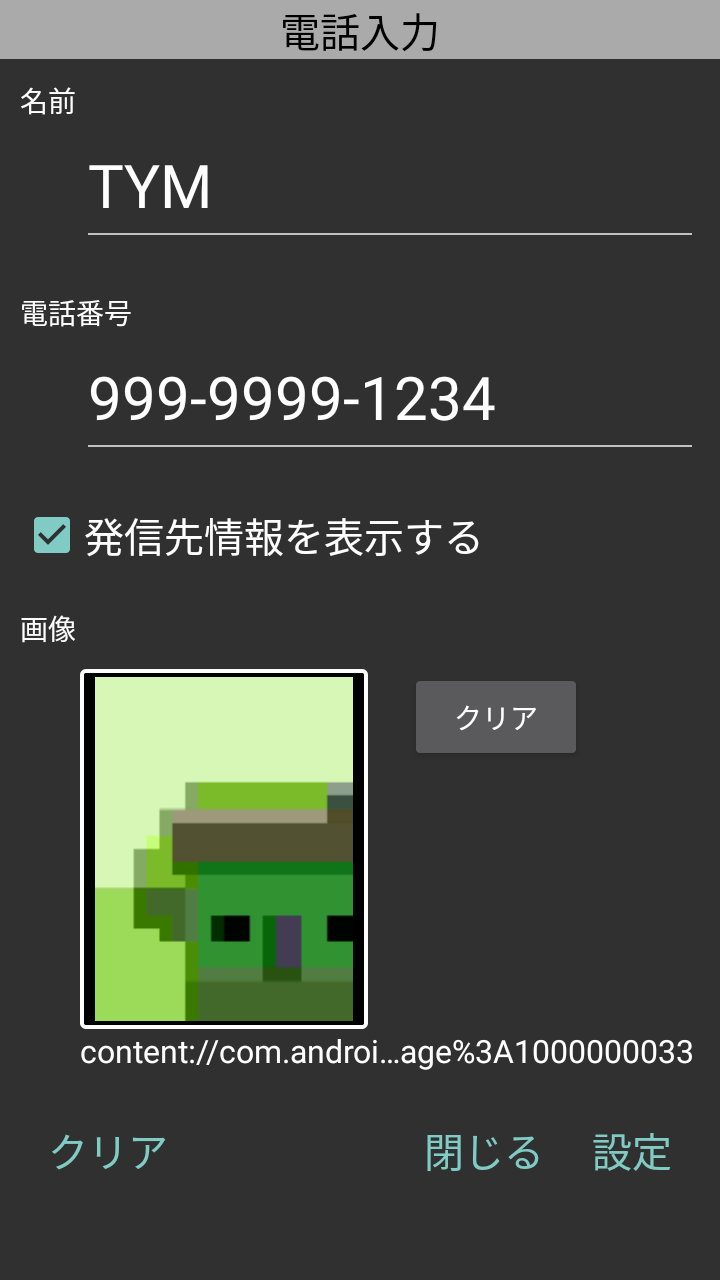 電話入力
名前
TYM
電話番号
999-9999-1234
発信先情報を表示する
画像
クリア
content://com.androi…age%3A1000000033
クリア 閉じる 設定